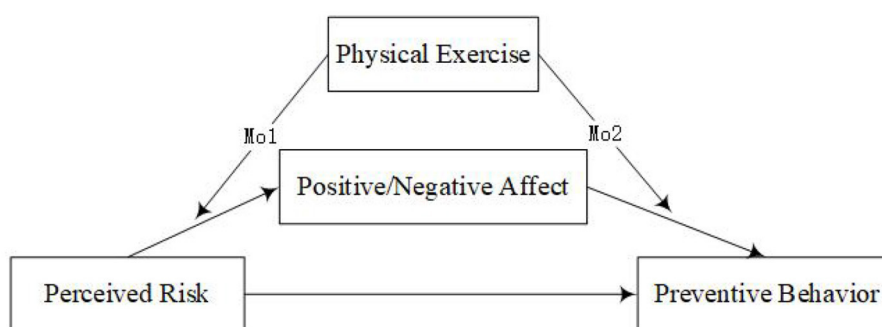 Physical Exercise
Mo1
Mo2
Positive/Negative Affect
Perceived Risk
Preventive Behavior